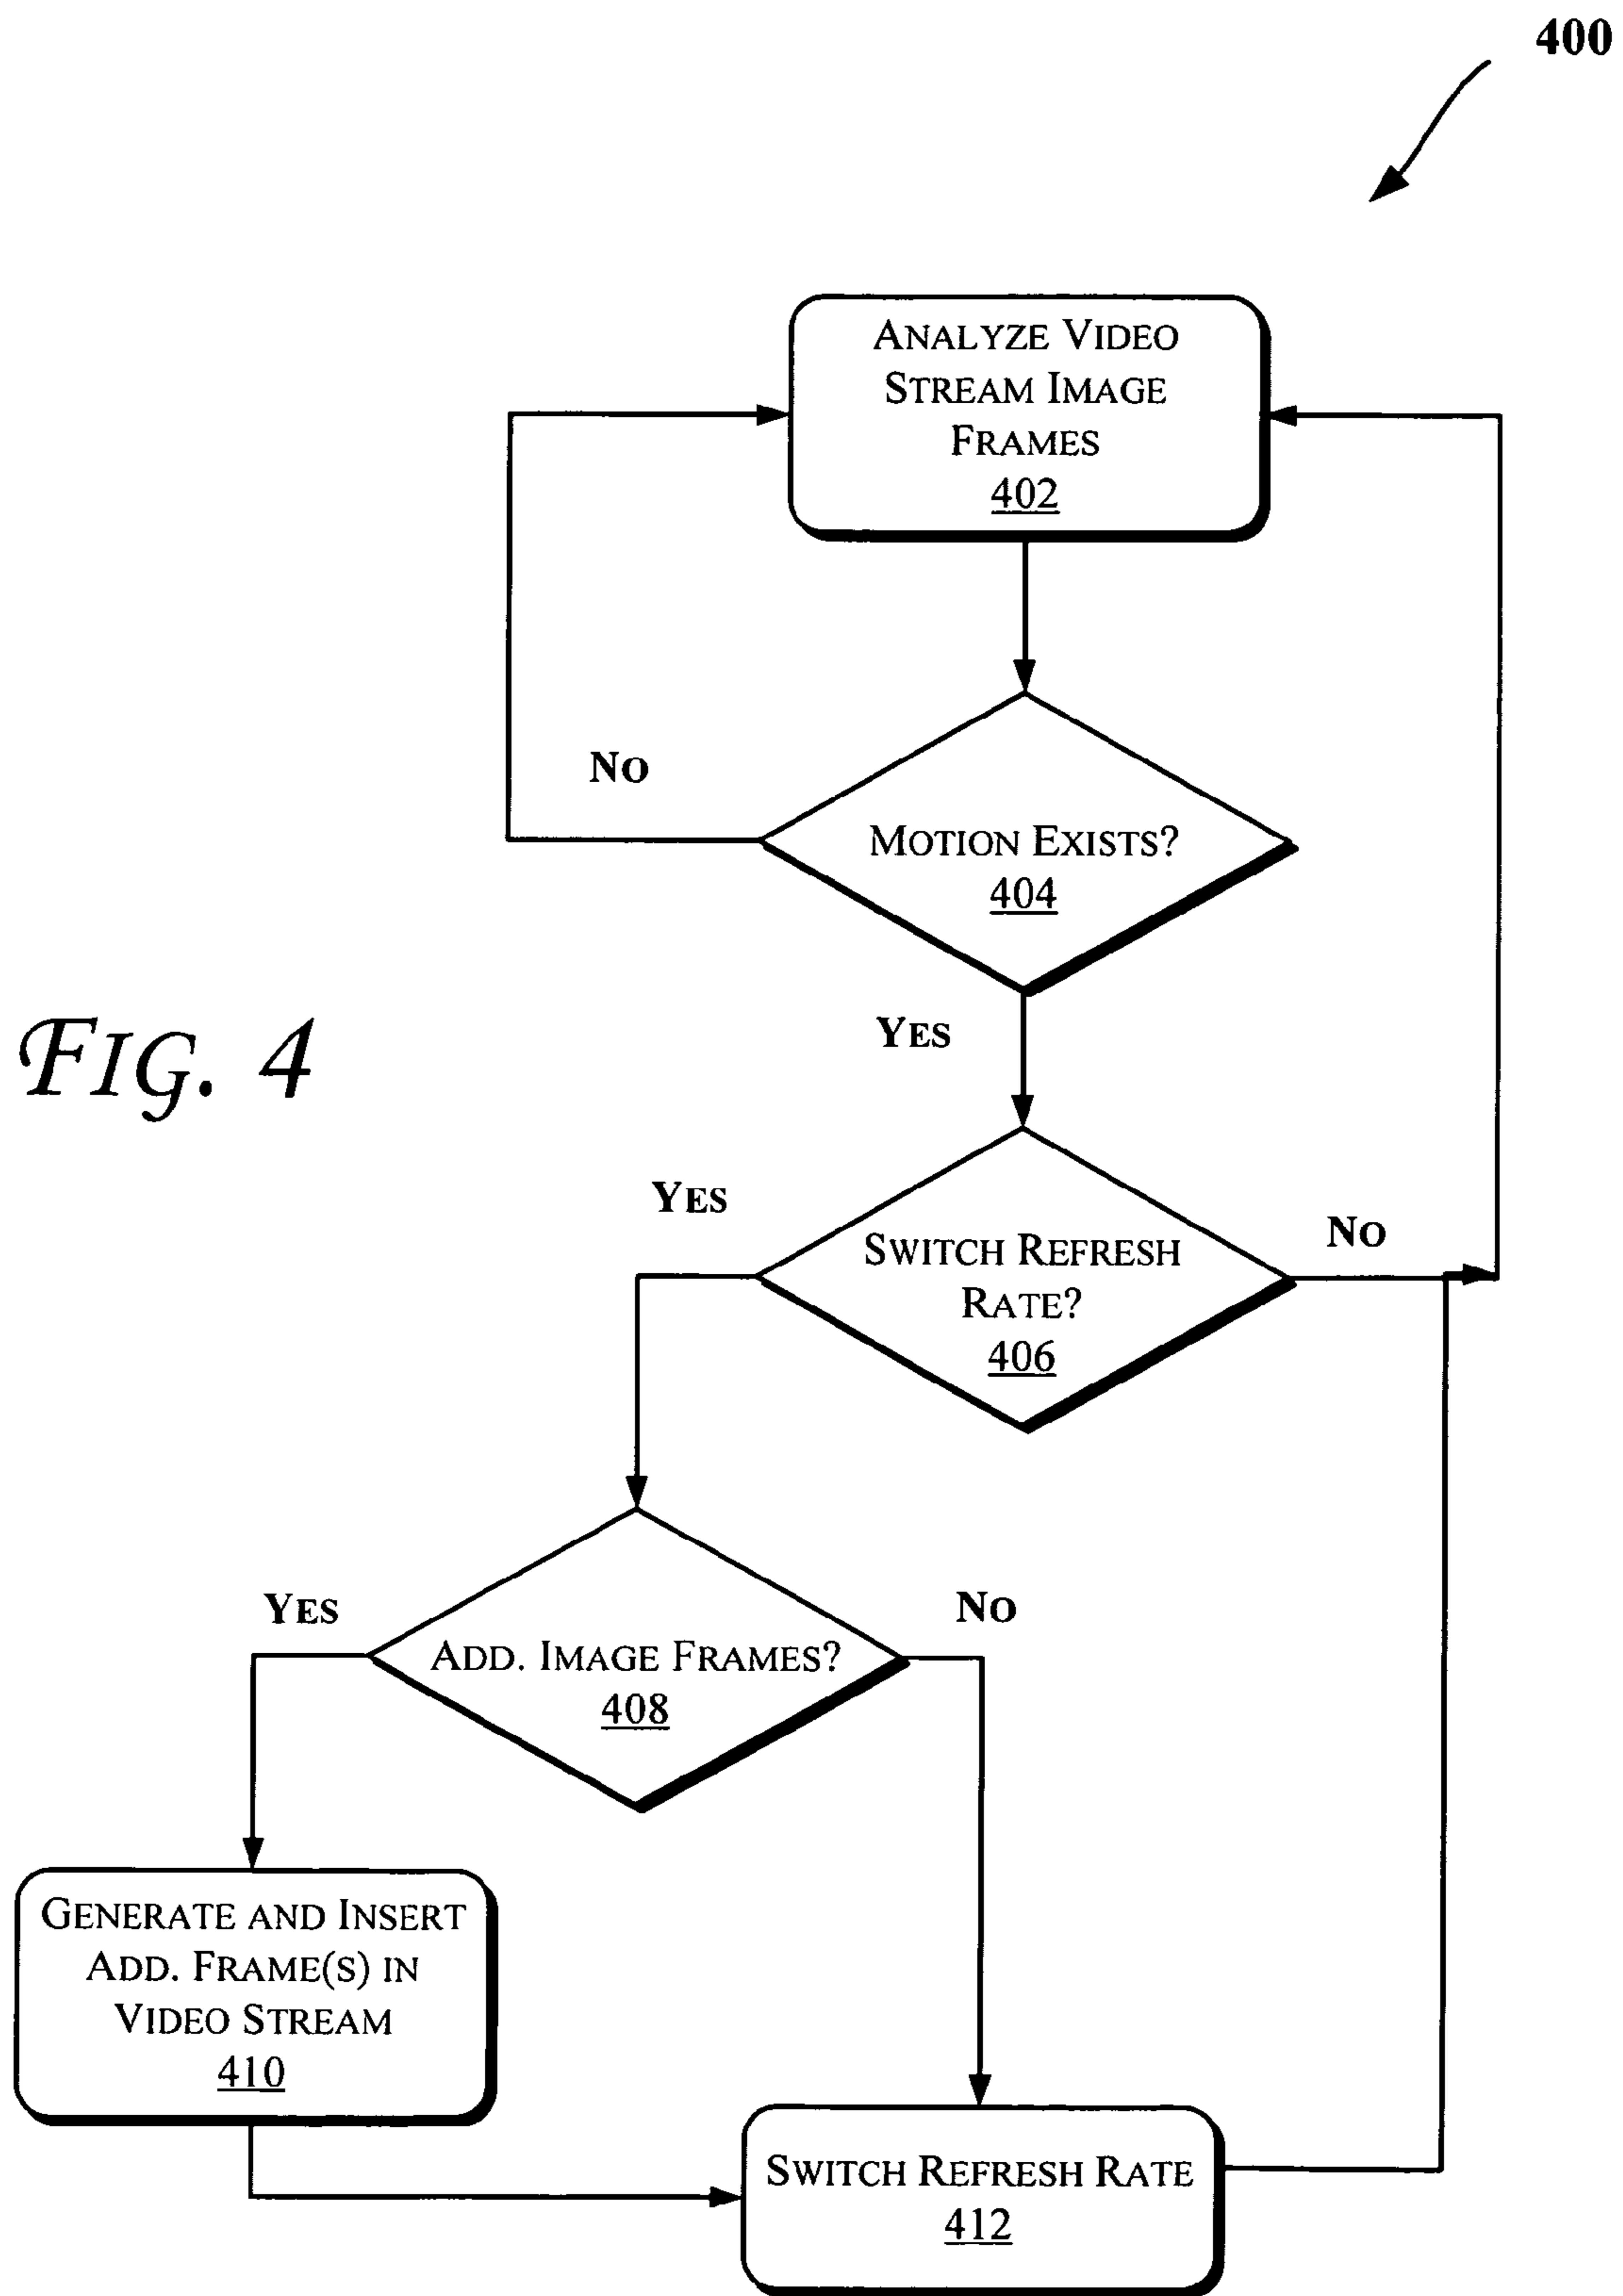 400
ANALYZE VIDEO
STREAM IMAGE
FRAMES
402
NO
MOTION EXISTS?
404
YES
FIG. 4
YES
SWITCH REFRESH
RATE?
406
NO
YES
ADD. IMAGE FRAMES?
408
NO
GENERATE AND INSERT
ADD. FRAME(S) IN
VIDEO STREAM
410
SWITCH REFRESH RATE
412